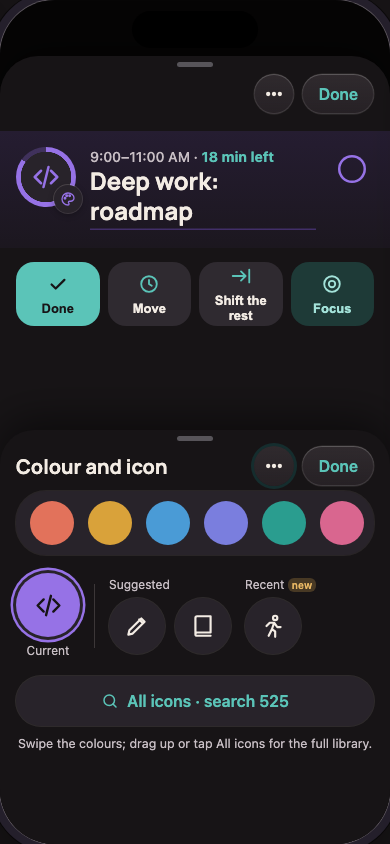 Done
9:00–11:00 AM · 18 min left
Deep work:
roadmap
Done
Move
Shift the
rest
Focus
Colour and icon
Done
Suggested
Recent new
Current
All icons · search 525
Swipe the colours; drag up or tap All icons for the full library.